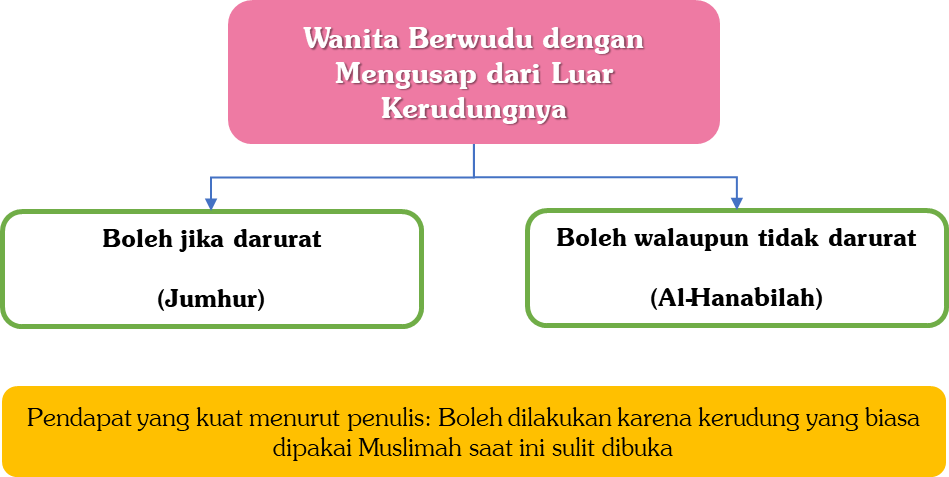 Wanita Berwudu dengan
Mengusap dari Luar
Kerudungnya
Boleh jika darurat
(Jumhur)
Boleh walaupun tidak darurat
(Al-Hanabilah)
Pendapat yang kuat menurut penulis: Boleh dilakukan karena kerudung yang biasa
dipakai Muslimah saat ini sulit dibuka